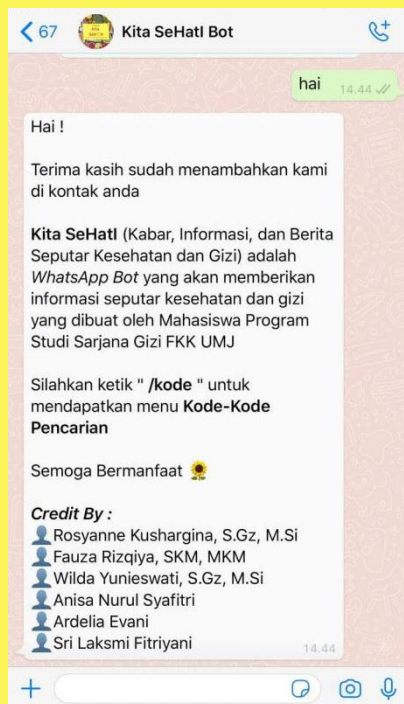 67
Kita SeHatI Bot
hai
14.44
Hai !
Terima kasih sudah menambahkan kami
di kontak anda
Kita SeHatI (Kabar, Informasi, dan Berita
Seputar Kesehatan dan Gizi) adalah
WhatsApp Bot yang akan memberikan
informasi seputar kesehatan dan gizi
yang dibuat oleh Mahasiswa Program
Studi Sarjana Gizi FKK UMJ
Silahkan ketik " /kode " untuk
mendapatkan menu Kode-Kode
Pencarian
Semoga Bermanfaat 🌻
Credit By :
👤Rosyanne Kushargina, S.Gz, M.Si
👤Fauza Rizqiya, SKM, MKM
👤Wilda Yunieswati, S.Gz, M.Si
👤Anisa Nurul Syafitri
👤Ardelia Evani
👤Sri Laksmi Fitriyani
14.44